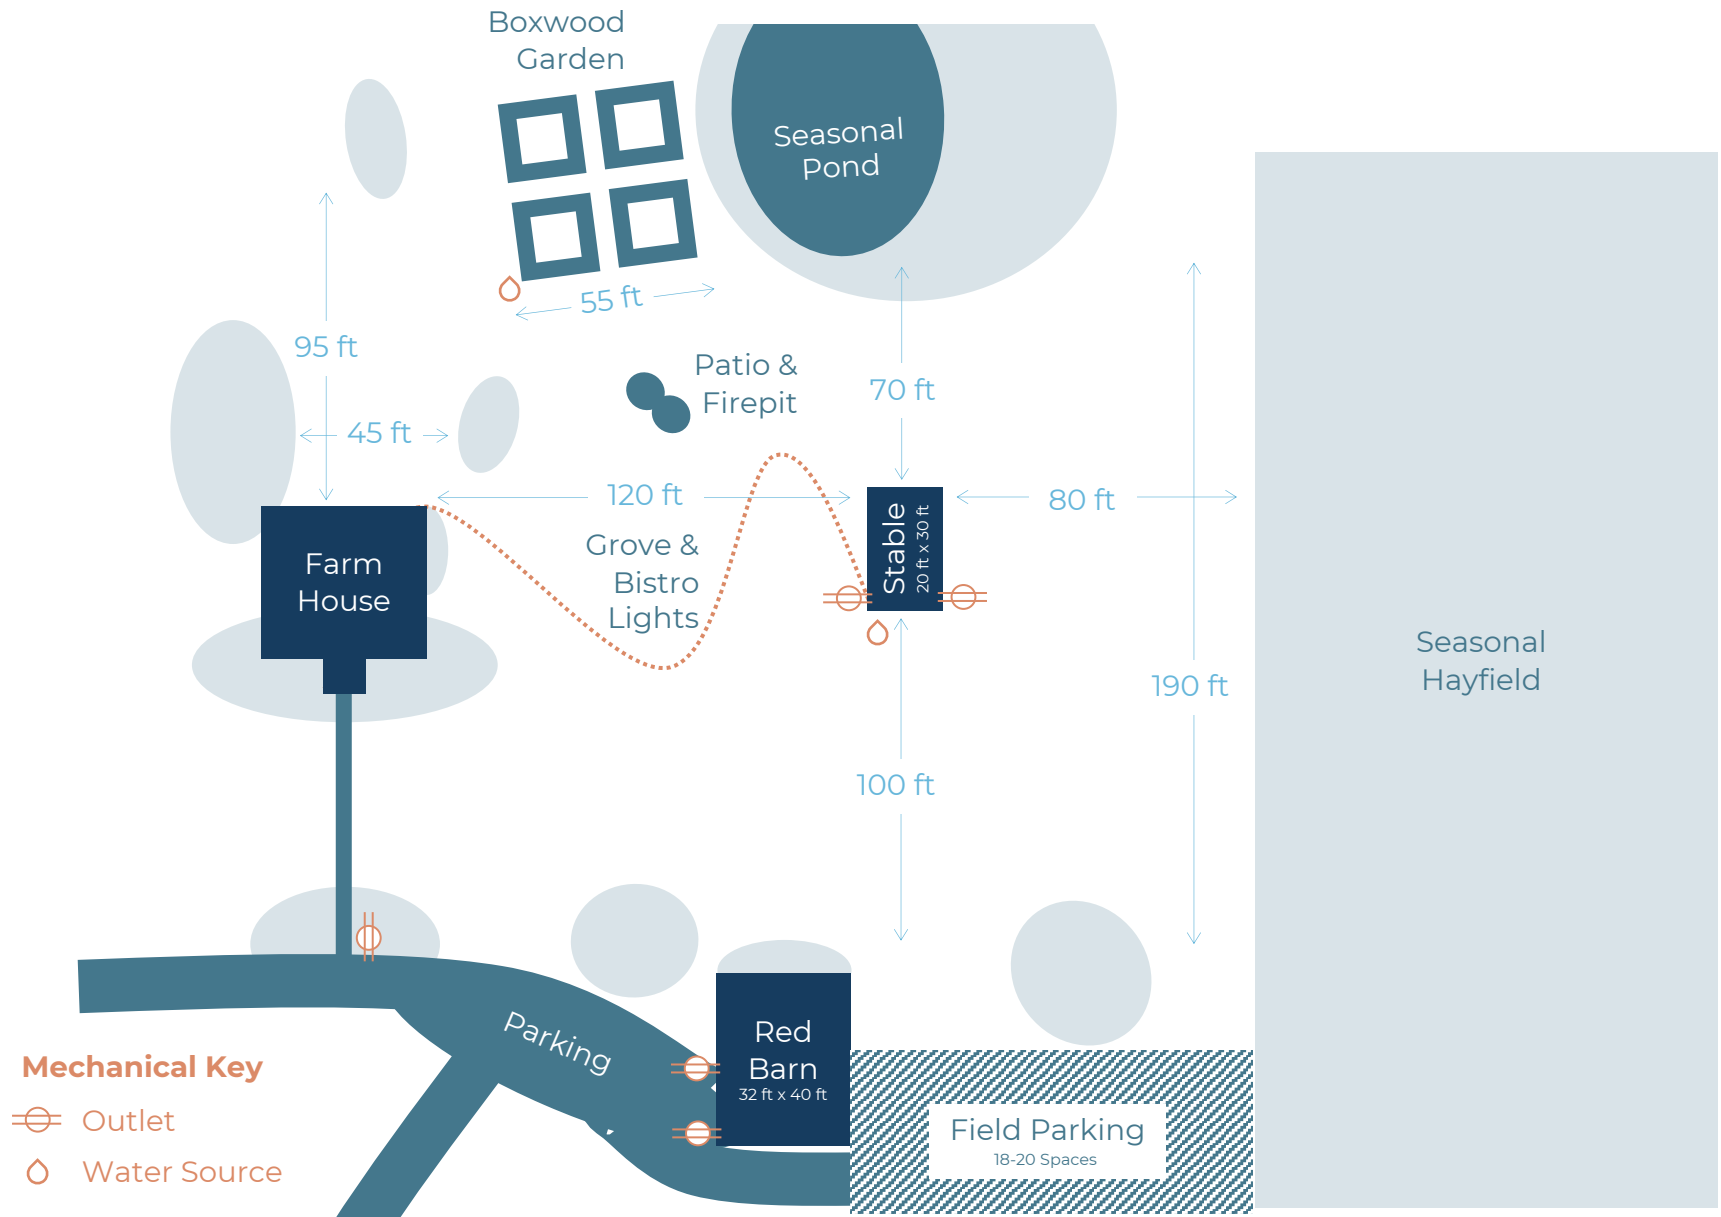 Boxwood
Garden
Seasonal
Pond
55 ft
95 ft
Patio &
Firepit
70 ft
45 ft
120 ft
80 ft
Grove &
Bistro
Lights
Stable
20 ft x 30 ft
Farm
House
Seasonal
Hayfield
190 ft
100 ft
Parking
Red
Barn
32 ft x 40 ft
Field Parking
18-20 Spaces
Mechanical Key
Outlet
Water Source